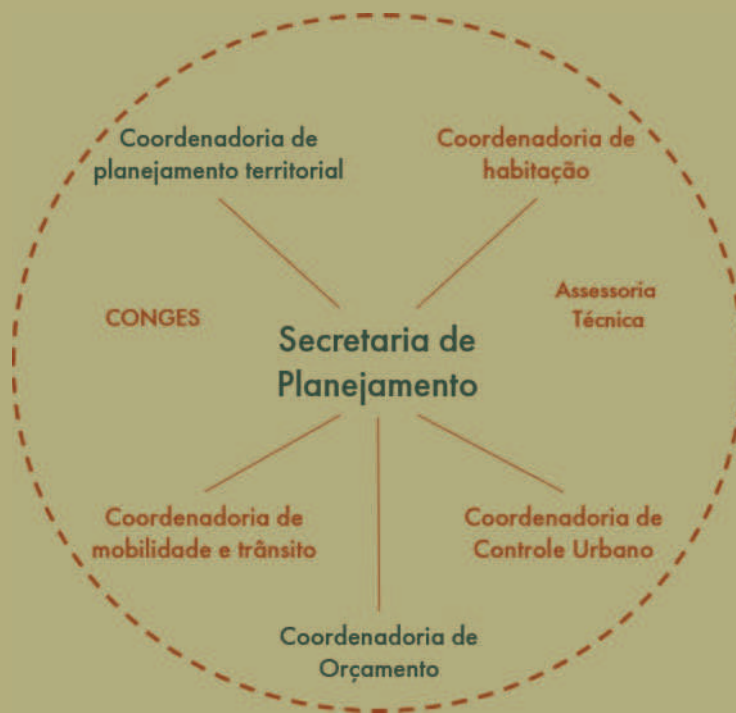 Coordenadoria de
planejamento territorial
Coordenadoria de
habitação
CONGES
Assessoria
Técnica
Secretaria de
Planejamento
Coordenadoria de
mobilidade e trânsito
Coordenadoria de
Controle Urbano
Coordenadoria de
Orçamento